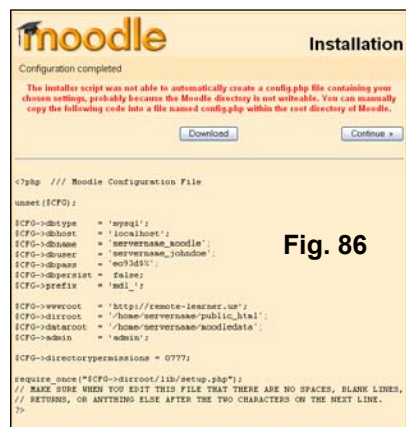 moodle
Installation
Configuration completed
The installer script was not able to automatically create a config.php file containing your
chosen settings, probably because the Moodle directory is not writeable. You can manually
copy the following code into a file named config.php within the root directory of Moodle.
Download
Continue »
<?php /// Moodle Configuration File
unset($CFG);
$CFG->dbtype = 'mysql';
$CFG->dbhost = 'localhost';
$CFG->dbname = 'servername_moodle';
$CFG->dbuser = 'servername_johndoe';
$CFG->dbpass =
$CFG->dbpersist = false;
$CFG->prefix = 'mdl_';
Fig. 86
$CFG->wwwroot = 'http://remote-learner.us';
$CFG->dirroot = '/home/servername/public_html';
$CFG->dataroot = '/home/servername/moodledata';
$CFG->admin = 'admin';
$CFG->directorypermissions = 0777;
require_once("$CFG->dirroot/lib/setup.php");
// MAKE SURE WHEN YOU EDIT THIS FILE THAT THERE ARE NO SPACES, BLANK LINES,
// RETURNS, OR ANYTHING ELSE AFTER THE TWO CHARACTERS ON THE NEXT LINE.
?>